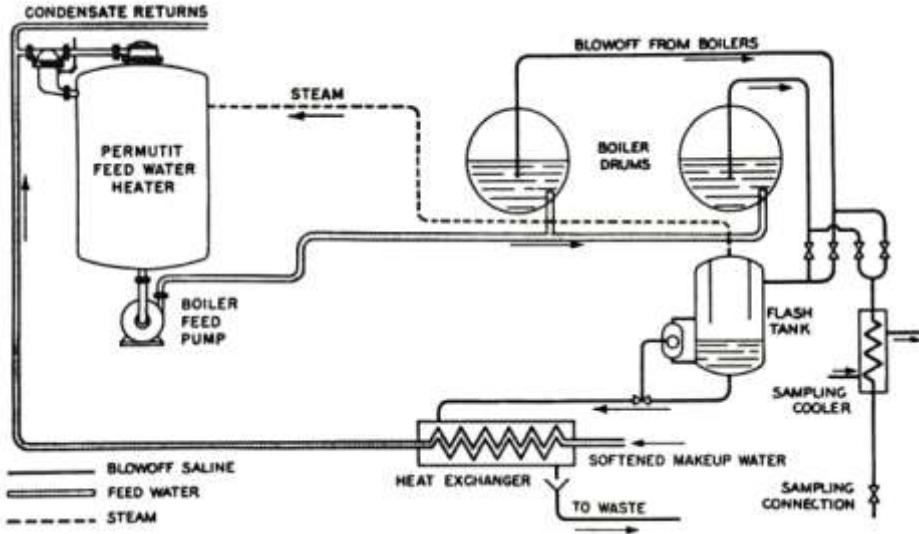 CONDENSATE RETURNS
BLOWOFF FROM BOILERS
STEAM
PERMUTIT
FEED WATER
HEATER
BOILER
DRUMS
BOILER
FEED
PUMP
FLASH
TANK
SAMPLING
COOLER
SOFTENED MAKEUP WATER
HEAT EXCHANGER
BLOWOFF SALINE
FEED WATER
STEAM
TO WASTE
SAMPLING
CONNECTION